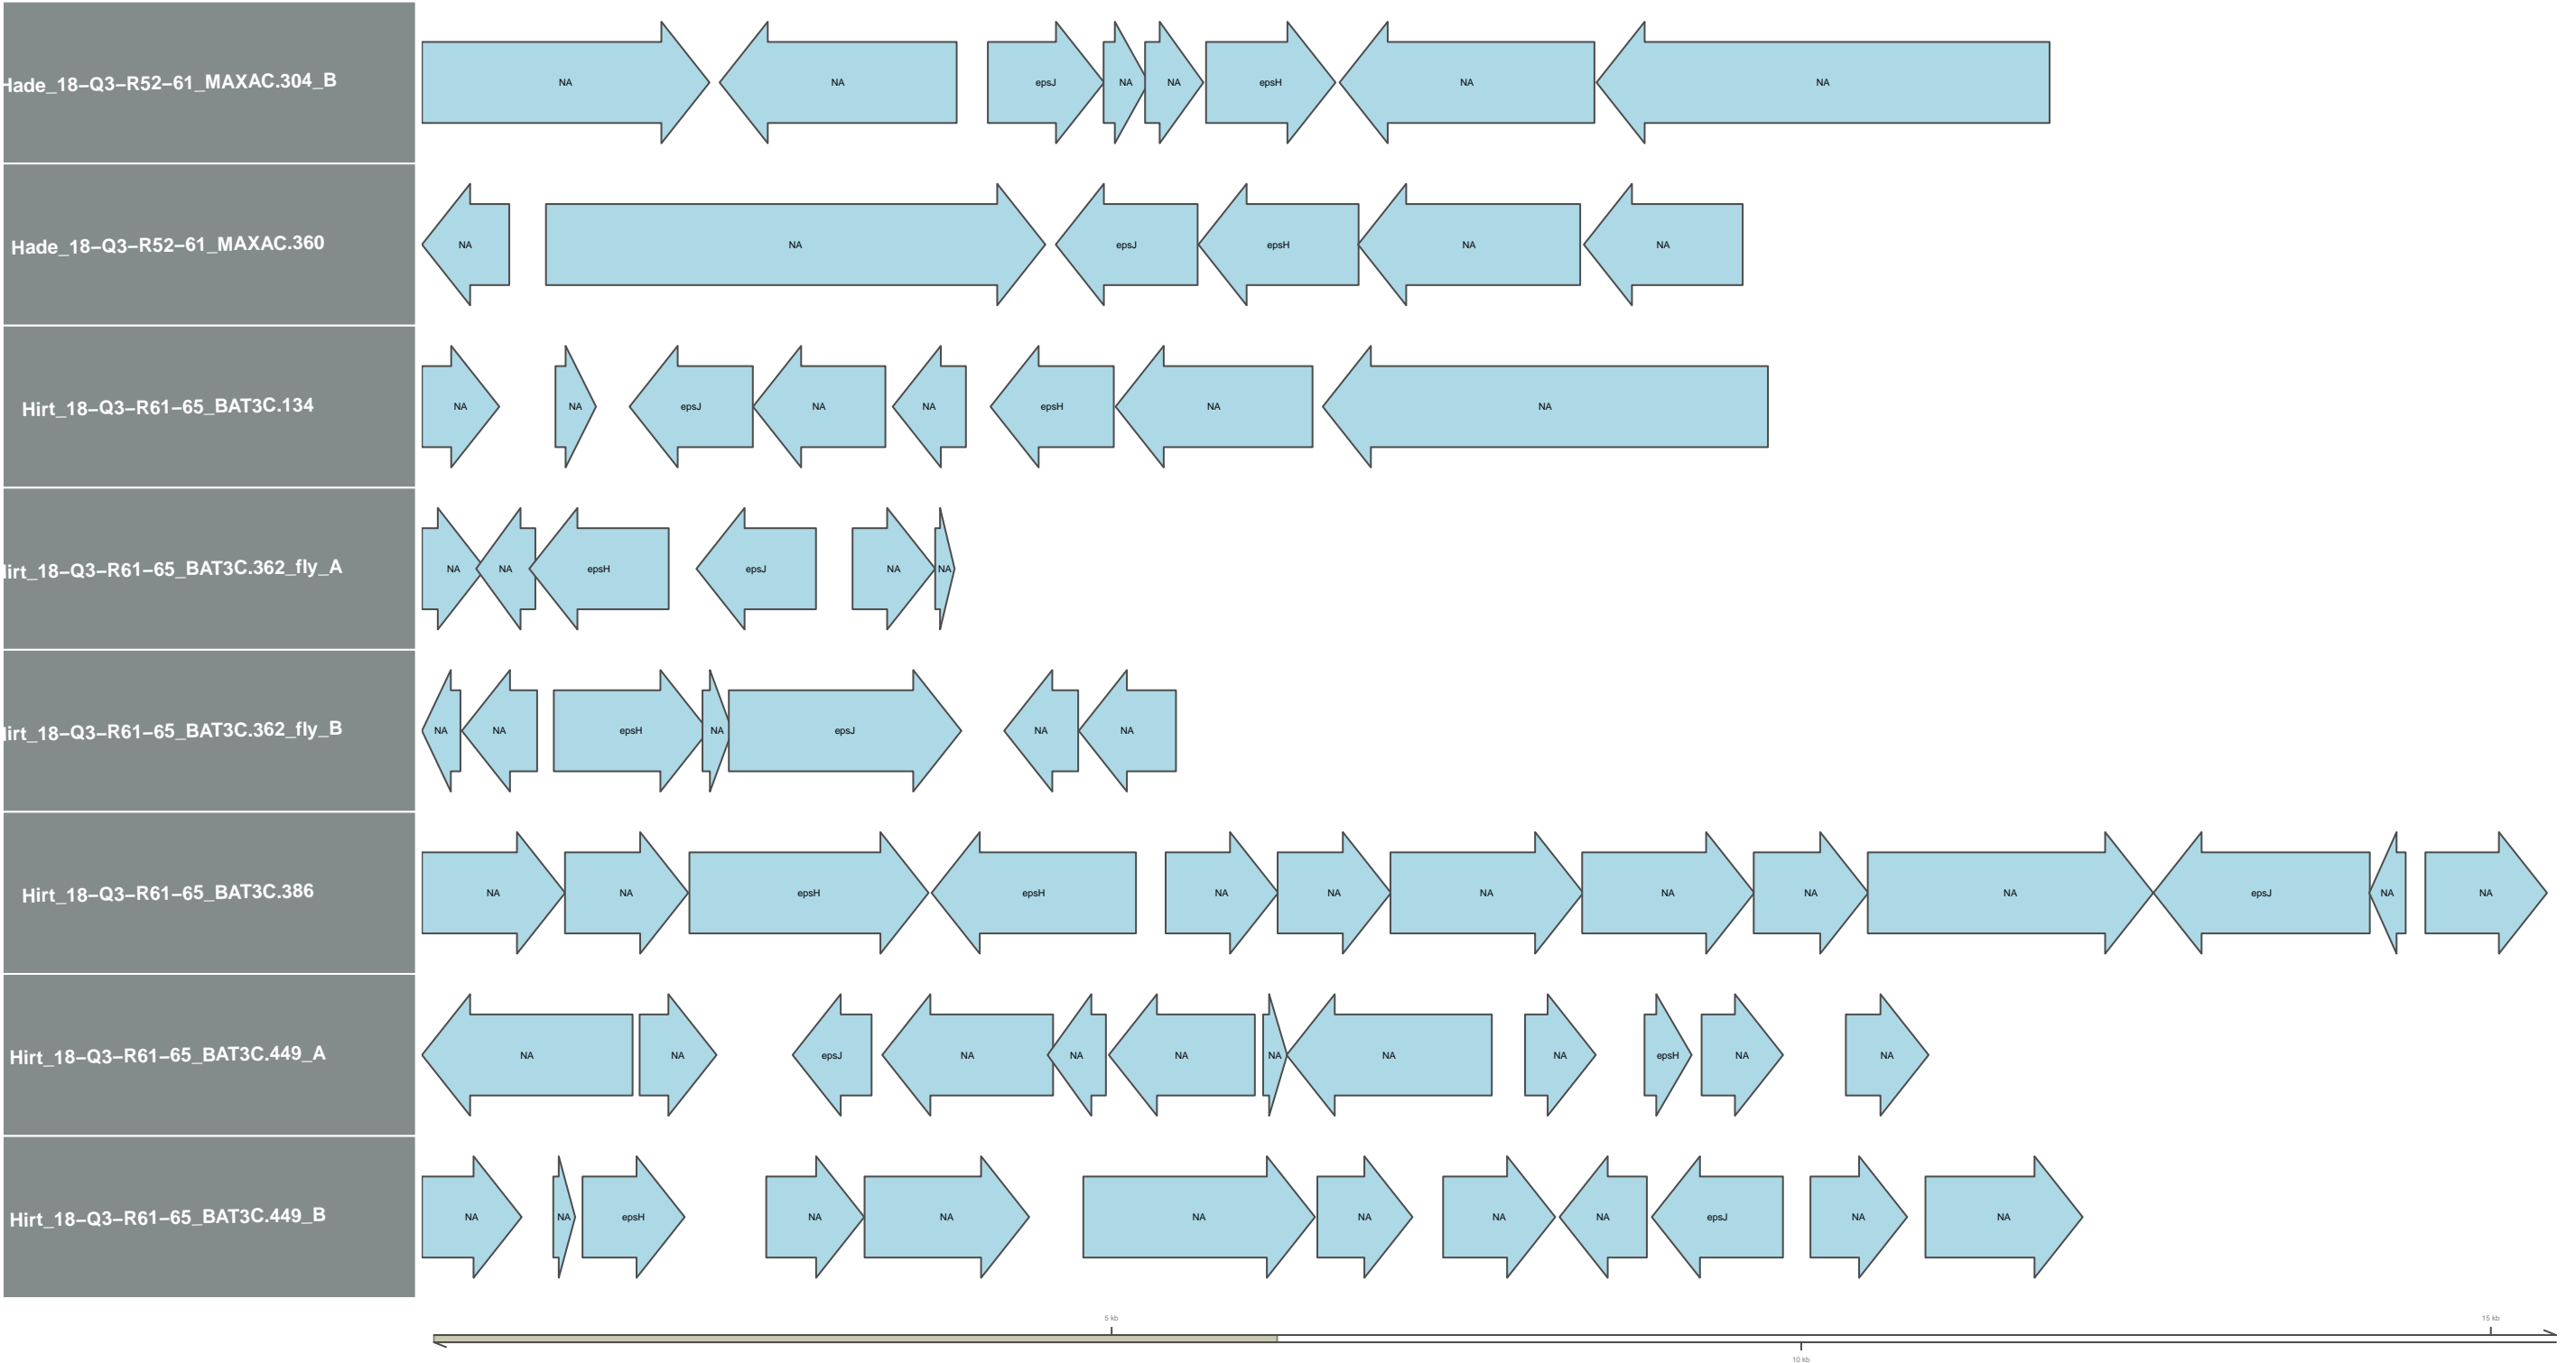 Hade_18–Q3–R52–61_MAXAC.304_B NA NA epsJ NA NA epsH NA NA
Hade_18–Q3–R52–61_MAXAC.360 NA NA epsJ epsH NA NA
Hirt_18–Q3–R61–65_BAT3C.134 NA NA epsJ NA NA epsH NA NA
irt_18–Q3–R61–65_BAT3C.362_fly_A NA NA epsH epsJ NA NA
irt_18–Q3–R61–65_BAT3C.362_fly_B NA NA epsH NA epsJ NA NA
Hirt_18–Q3–R61–65_BAT3C.386 NA NA epsH epsH NA NA NA NA NA NA epsJ NA NA
Hirt_18–Q3–R61–65_BAT3C.449_A NA NA epsJ NA NA NA NA NA NA epsH NA NA
Hirt_18–Q3–R61–65_BAT3C.449_B NA NA epsH NA NA NA NA NA NA epsJ NA NA
5 kb 15 kb
10 kb